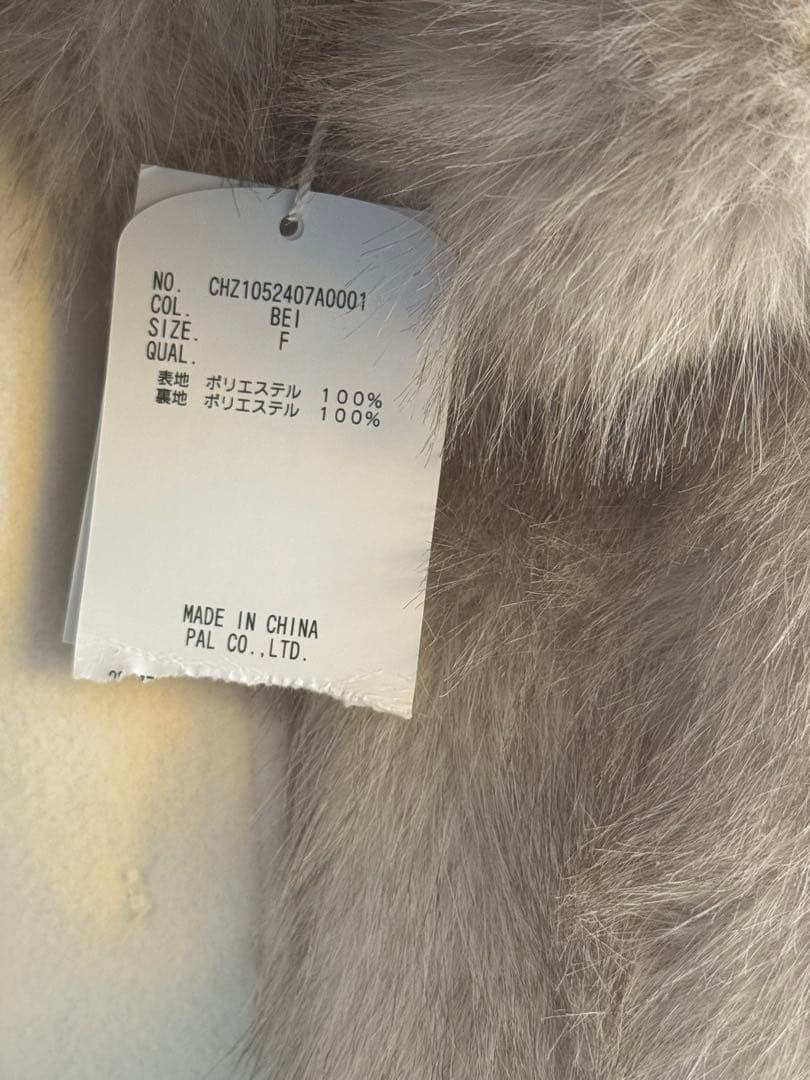 NO. CHZ1052407A0001
COL. BEI
SIZE. F
QUAL.
表地 ポリエステル 100%
裏地 ポリエステル 100%
MADE IN CHINA
PAL CO.,LTD.